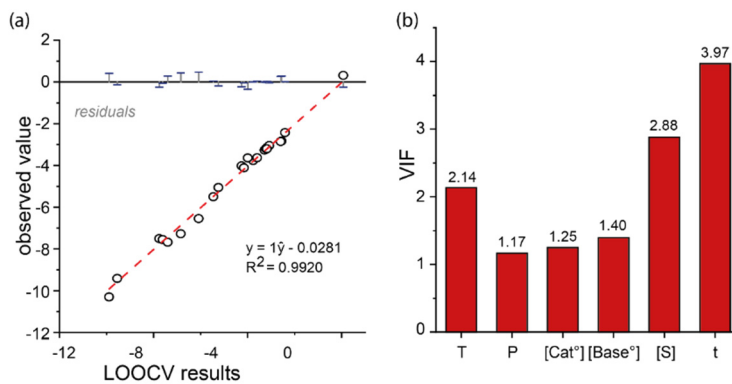 (a)
2
0
-2
-4
-6
-8
-10
-12
observed value
residuals
y = 1ŷ - 0.0281
R² = 0.9920
-12
-8
-4
0
LOOCV results
(b)
4
3
2
1
0
VIF
2.14
1.17
1.25
1.40
2.88
3.97
T P [Cat°] [Base°] [S] t